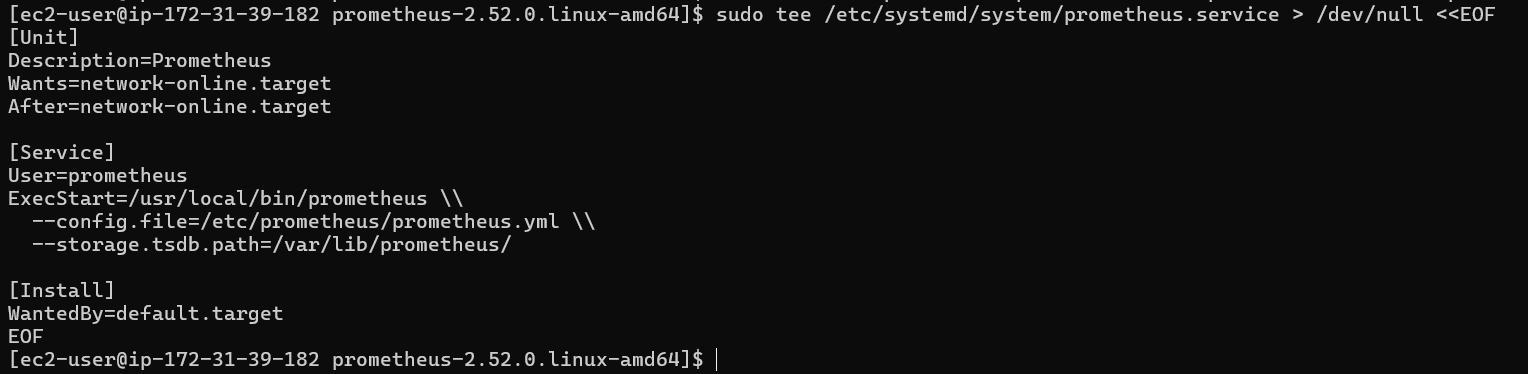 [ec2-user@ip-172-31-39-182 prometheus-2.52.0.linux-amd64]$ sudo tee /etc/systemd/system/prometheus.service > /dev/null <<EOF
[Unit]
Description=Prometheus
Wants=network-online.target
After=network-online.target

[Service]
User=prometheus
ExecStart=/usr/local/bin/prometheus \\
  --config.file=/etc/prometheus/prometheus.yml \\
  --storage.tsdb.path=/var/lib/prometheus/

[Install]
WantedBy=default.target
EOF
[ec2-user@ip-172-31-39-182 prometheus-2.52.0.linux-amd64]$